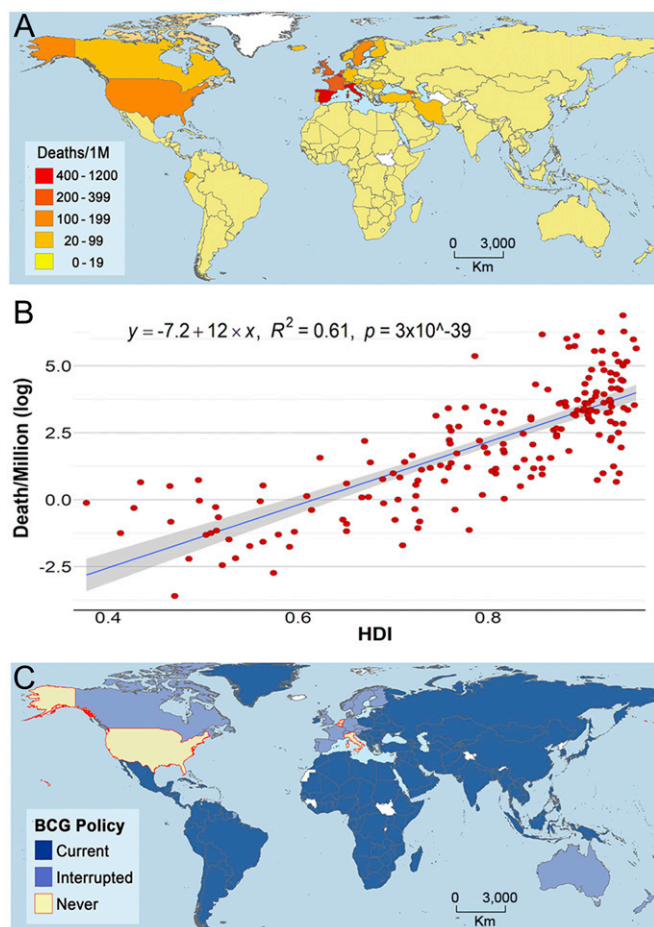 A
Deaths/1M
400 - 1200
200 - 399
100 - 199
20 - 99
0 - 19
0 3,000
Km
B
y = -7.2 + 12 × x, R² = 0.61, p = 3x10^-39
Death/Million (log)
5.0
2.5
0.0
-2.5
0.4 0.6 0.8
HDI
C
BCG Policy
Current
Interrupted
Never
0 3,000
Km